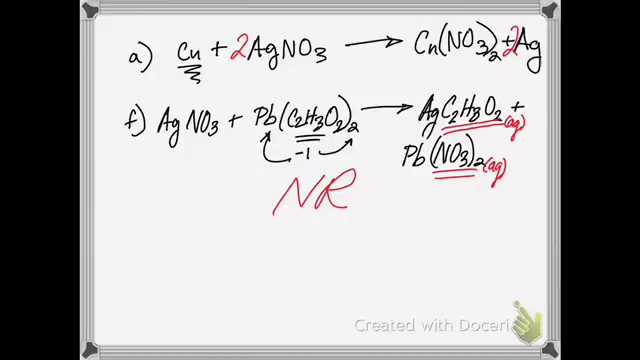 a) Cu + 2AgNO3 → Cu(NO3)2 + 2Ag
f) AgNO3 + Pb(C2H3O2)2 → AgC2H3O2 (aq) +
Pb(NO3)2 (aq)
-1
NR
Created with Doceri